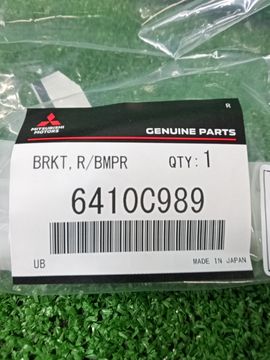 R
MITSUBISHI
MOTORS
GENUINE PARTS
BRKT,R/BMPR QTY:1
6410C989
UB MADE IN JAPAN